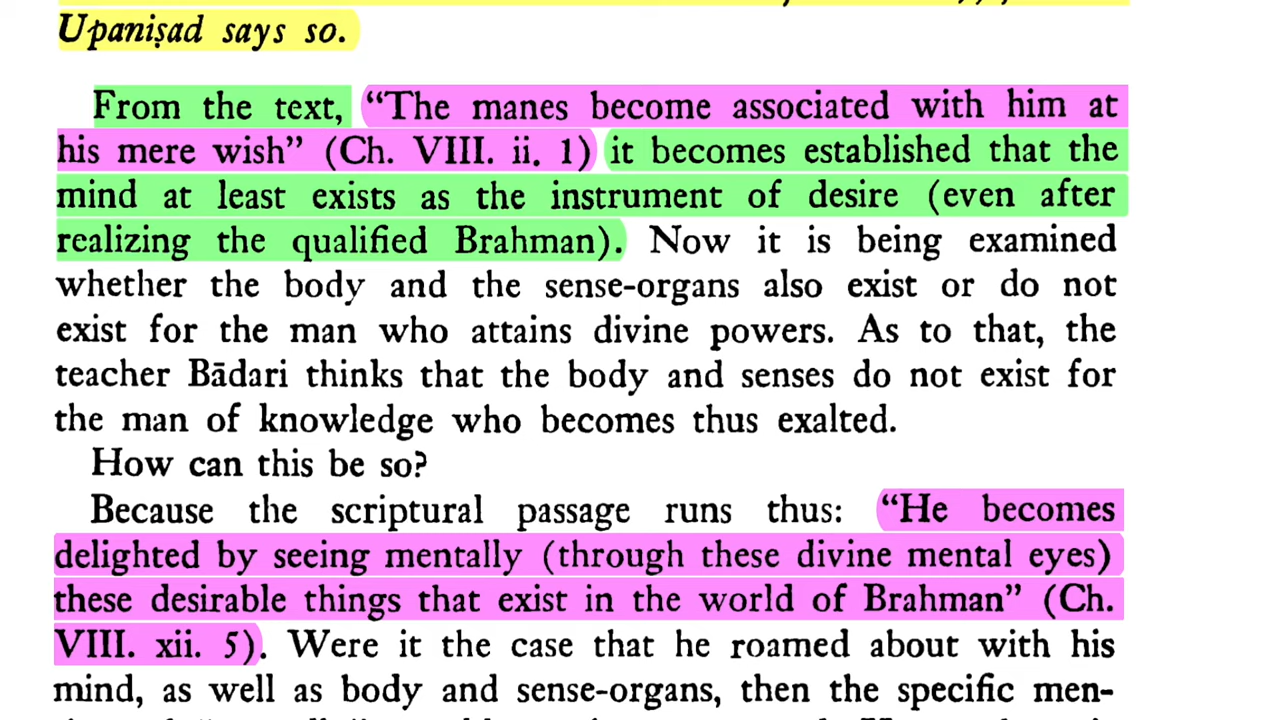 Upaniṣad says so.
From the text, “The manes become associated with him at
his mere wish” (Ch. VIII. ii. 1) it becomes established that the
mind at least exists as the instrument of desire (even after
realizing the qualified Brahman). Now it is being examined
whether the body and the sense-organs also exist or do not
exist for the man who attains divine powers. As to that, the
teacher Bādari thinks that the body and senses do not exist for
the man of knowledge who becomes thus exalted.
How can this be so?
Because the scriptural passage runs thus: “He becomes
delighted by seeing mentally (through these divine mental eyes)
these desirable things that exist in the world of Brahman” (Ch.
VIII. xii. 5). Were it the case that he roamed about with his
mind, as well as body and sense-organs, then the specific men-